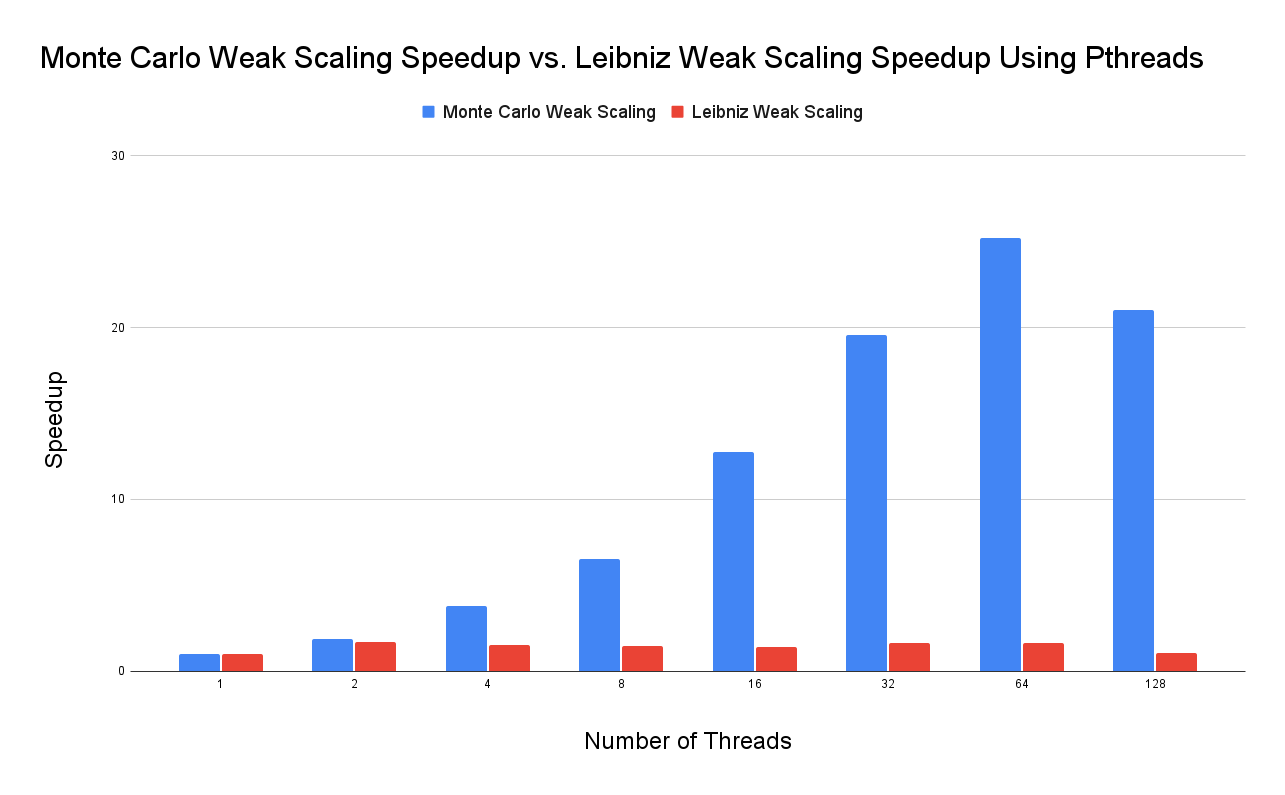 Monte Carlo Weak Scaling Speedup vs. Leibniz Weak Scaling Speedup Using Pthreads
Monte Carlo Weak Scaling Leibniz Weak Scaling
30
20
10
0
Speedup
1 2 4 8 16 32 64 128
Number of Threads